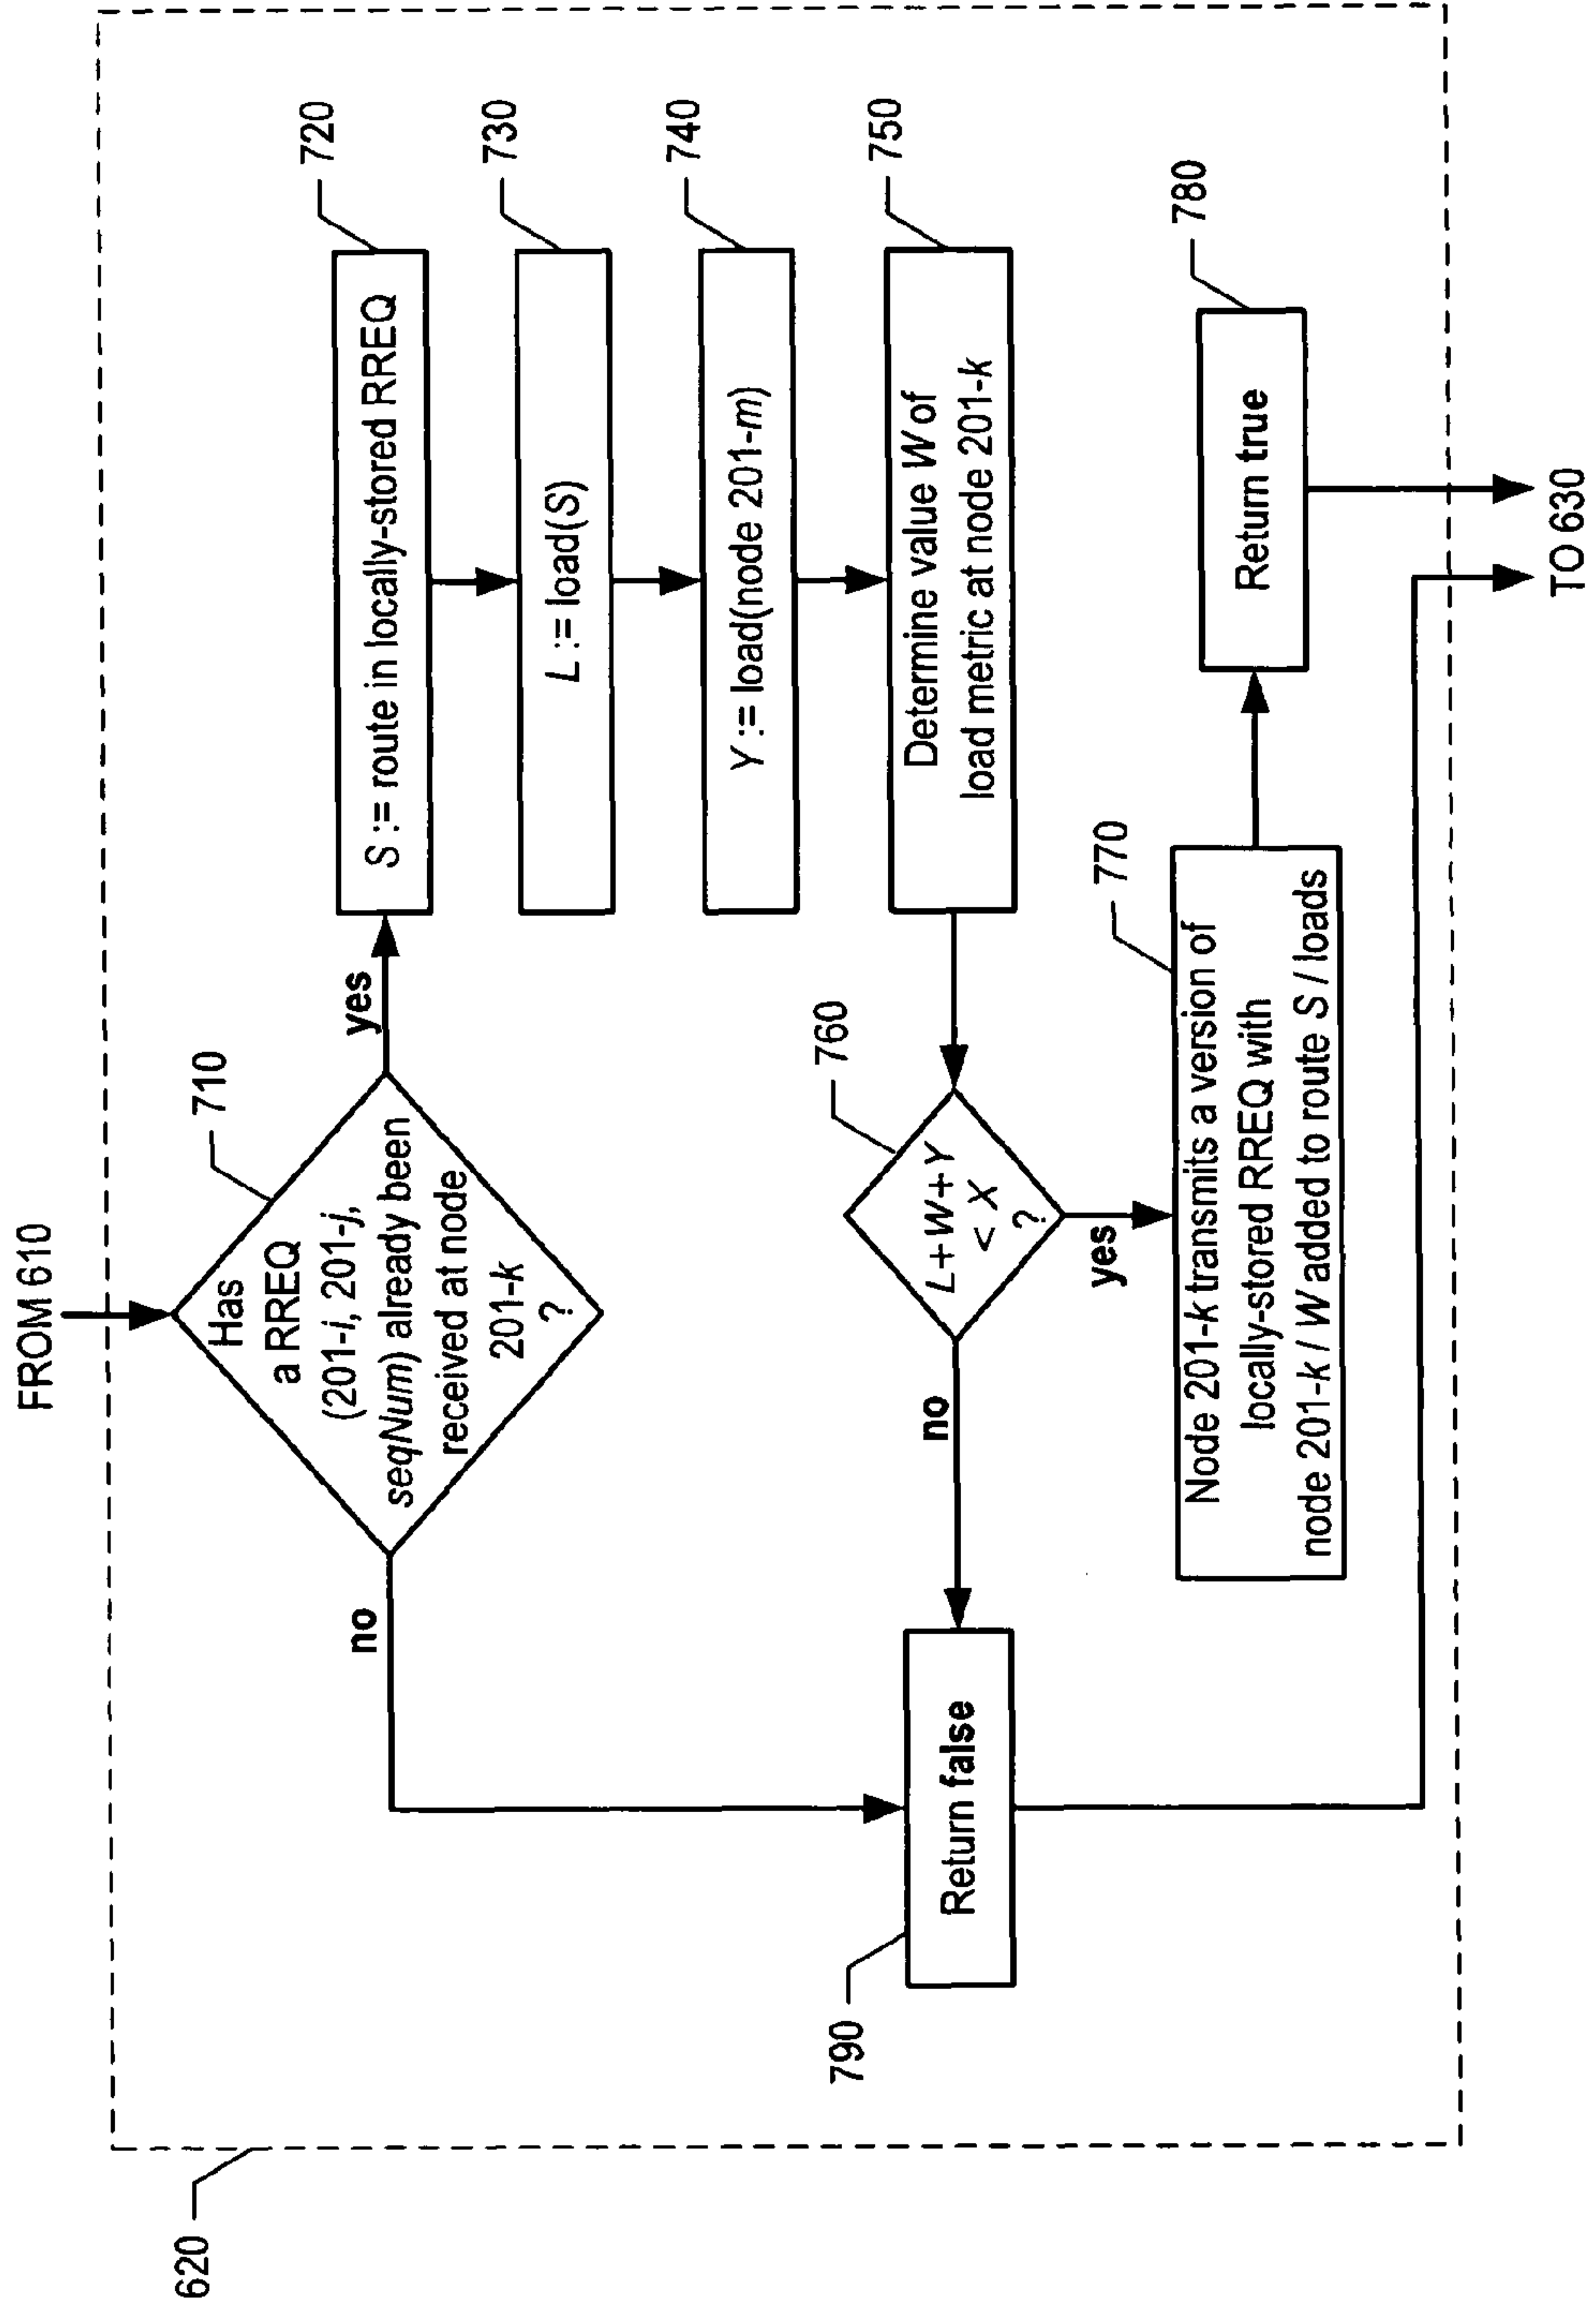 FROM 610
710
Has
a RREQ
(201-i, 201-j,
seqNum) already been
received at node
201-k
?
yes
no
720
S := route in locally-stored RREQ
730
L := load(S)
740
Y := load(node 201-m)
750
Determine value W of
load metric at node 201-k
760
L+W+Y
< X
?
no
yes
770
Node 201-k transmits a version of
locally-stored RREQ with
node 201-k / W added to route S / loads
780
Return true
790
Return false
620
TO 630